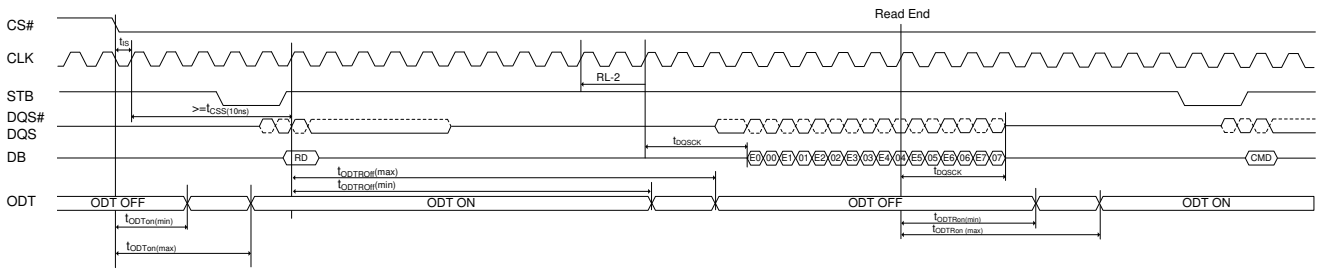 Read End
CS#
tIS
CLK
RL-2
STB
>=tCSS(10ns)
DQS#
DQS
tDQSCK
DB
RD
E0 00 E1 01 E2 02 E3 03 E4 04 E5 05 E6 06 E7 07
CMD
tODTROff(max)
tDQSCK
tODTROff(min)
ODT
ODT OFF
ODT ON
ODT OFF
ODT ON
tODTon(min)
tODTRon(min)
tODTRon (max)
tODTon(max)